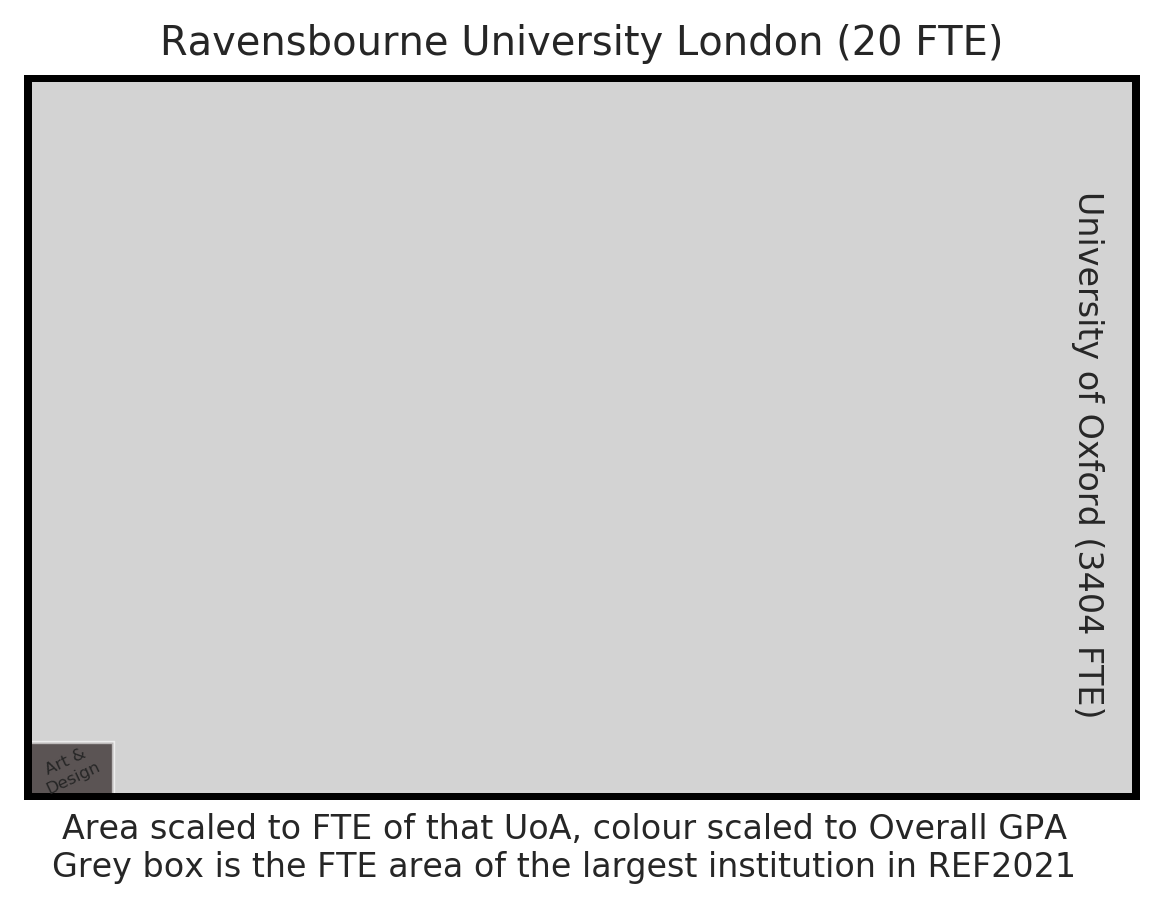 Ravensbourne University London (20 FTE)
University of Oxford (3404 FTE)
Art &
Design
Area scaled to FTE of that UoA, colour scaled to Overall GPA
Grey box is the FTE area of the largest institution in REF2021